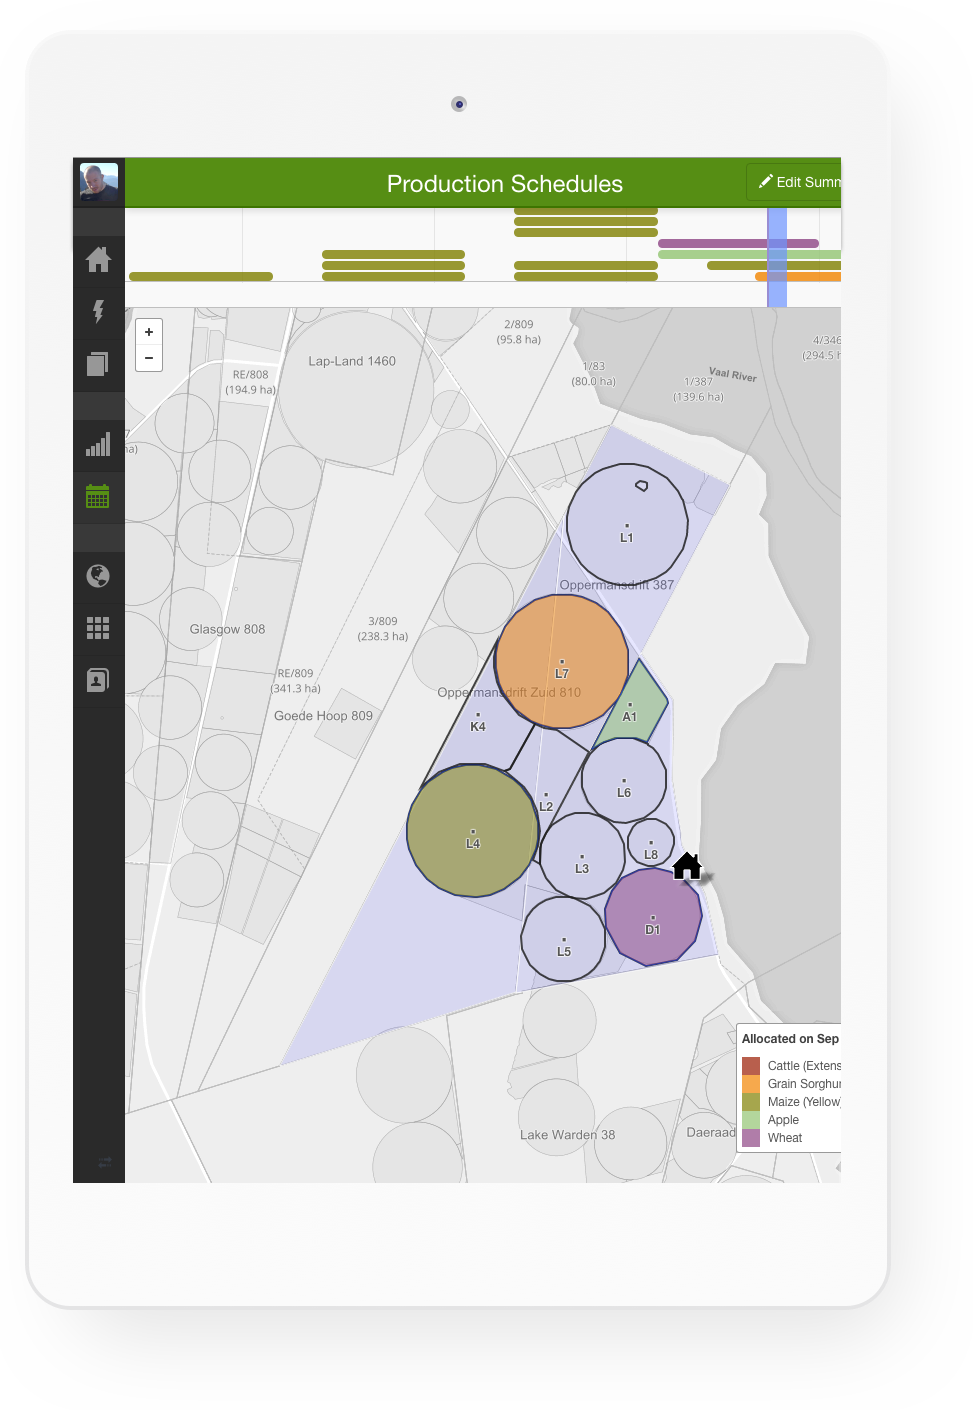 Production Schedules
Edit Summ
+
−
2/809
(95.8 ha)
4/346
(294.5 h
Lap-Land 1460
1/83
(80.0 ha)
Vaal River
RE/808
(194.9 ha)
1/387
(139.6 ha)
7
ha)
L1
Oppermansdrift 387
3/809
(238.3 ha)
Glasgow 808
L7
RE/809
(341.3 ha)
Oppermansdrift Zuid 810
Goede Hoop 809
K4
A1
L6
L2
L4
L3
L8
D1
L5
Allocated on Sep
Cattle (Extens
Grain Sorghur
Maize (Yellow)
Apple
Wheat
Lake Warden 38
Daeraad